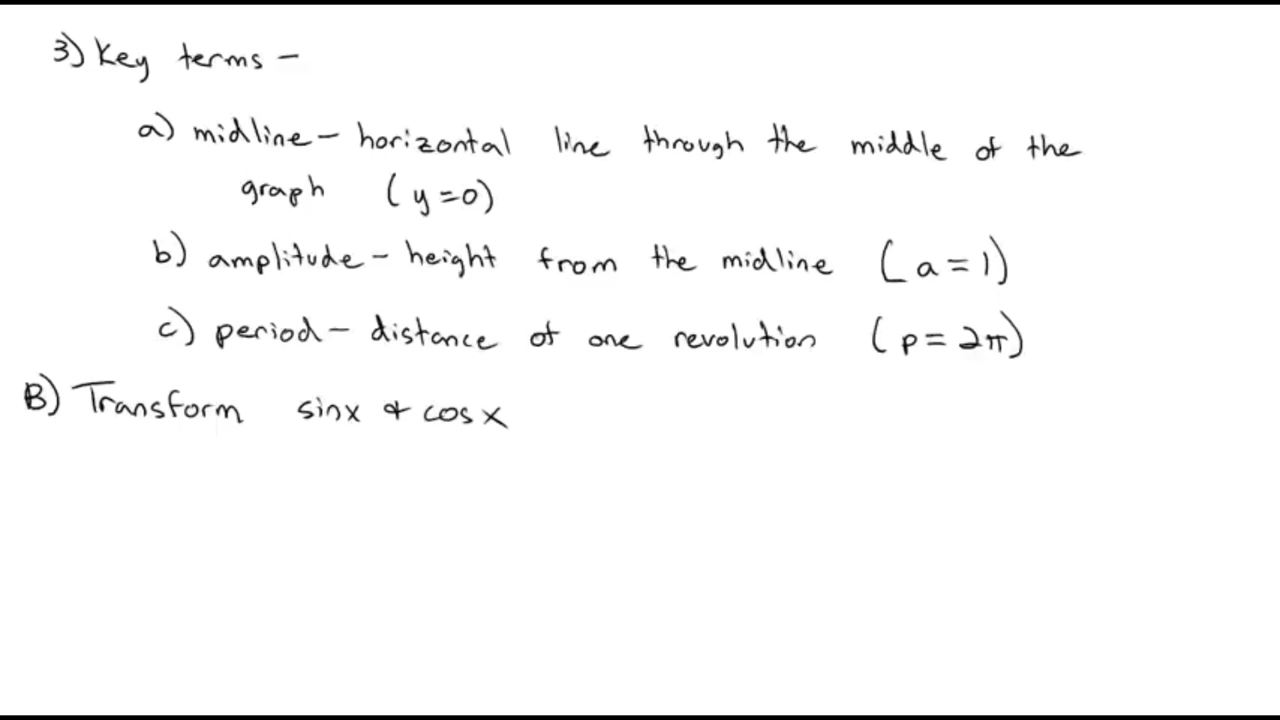 3) Key terms -
a) midline - horizontal line through the middle of the
graph (y=0)
b) amplitude - height from the midline (a=1)
c) period - distance of one revolution (p=2π)
B) Transform sinx & cosx